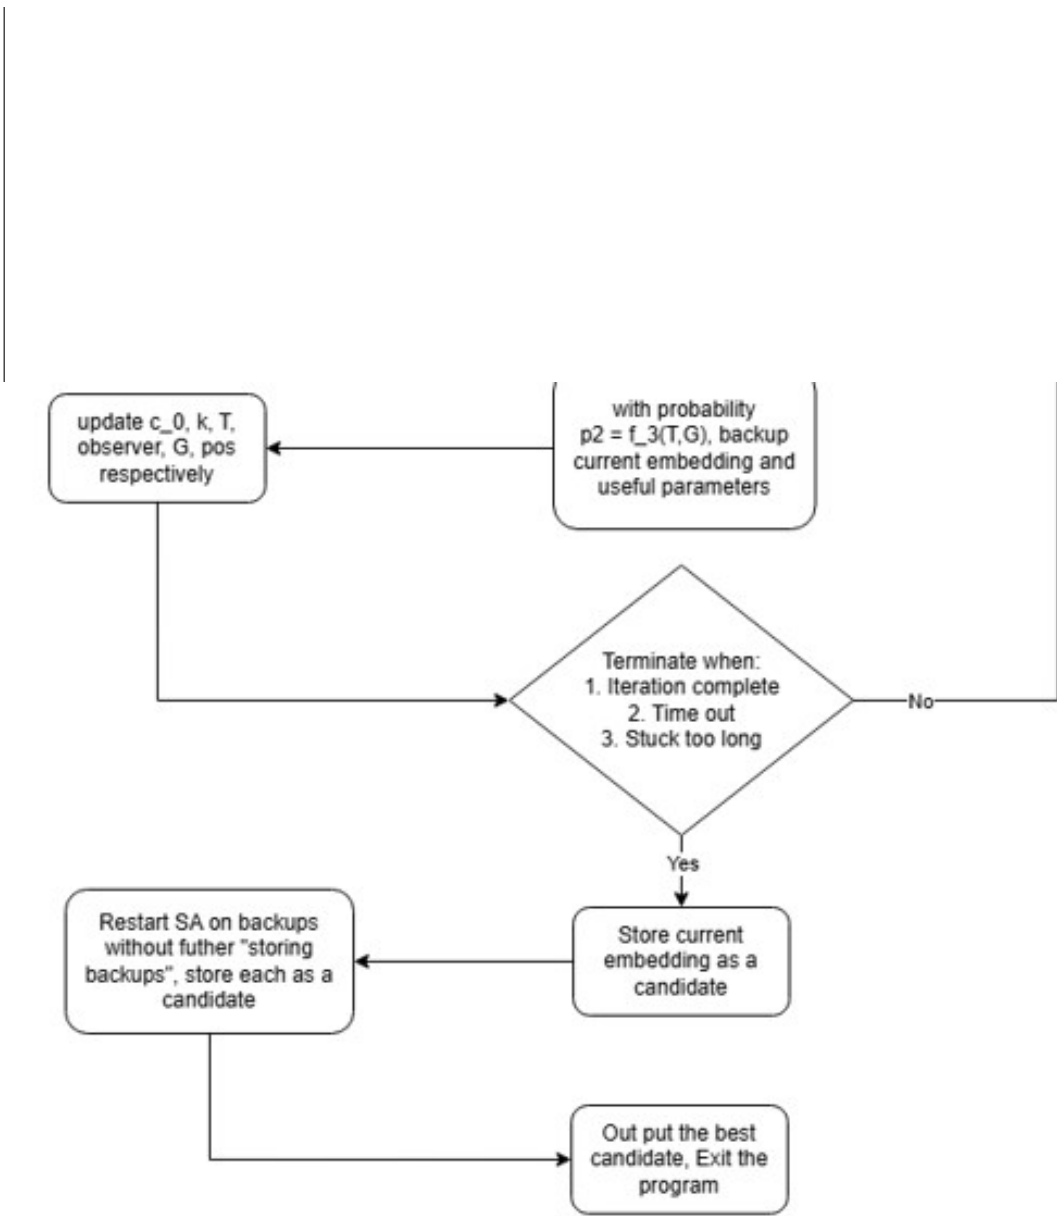 update c_0, k, T,
observer, G, pos
respectively
with probability
p2 = f_3(T,G), backup
current embedding and
useful parameters
Terminate when:
1. Iteration complete
2. Time out
3. Stuck too long
No
Yes
Store current
embedding as a
candidate
Restart SA on backups
without futher "storing
backups", store each as a
candidate
Out put the best
candidate, Exit the
program